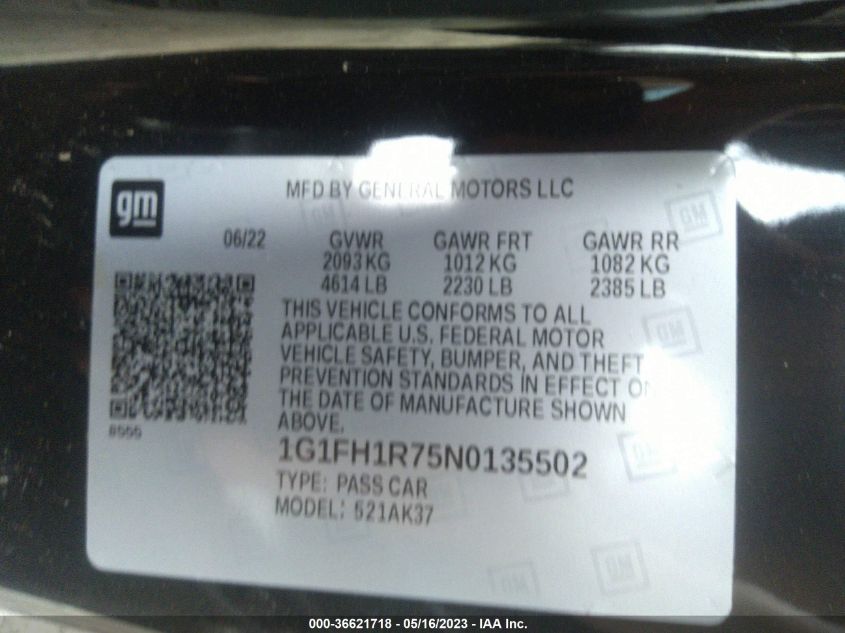 gm
MFD BY GENERAL MOTORS LLC
06/22 GVWR GAWR FRT GAWR RR
2093 KG 1012 KG 1082 KG
4614 LB 2230 LB 2385 LB
THIS VEHICLE CONFORMS TO ALL
APPLICABLE U.S. FEDERAL MOTOR
VEHICLE SAFETY, BUMPER, AND THEFT
PREVENTION STANDARDS IN EFFECT ON
THE DATE OF MANUFACTURE SHOWN
ABOVE.
1G1FH1R75N0135502
TYPE: PASS CAR
MODEL: 521AK37
000-36621718 - 05/16/2023 - IAA Inc.